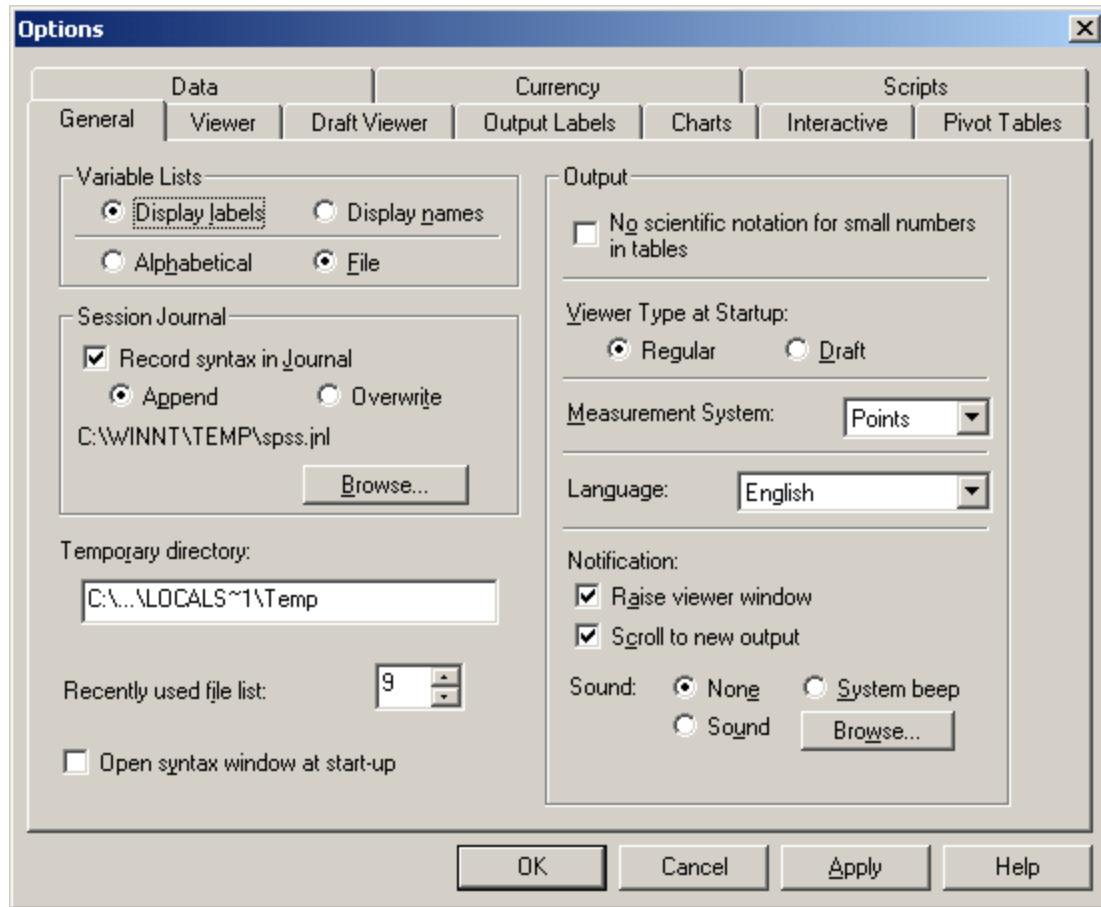 Options
Data Currency Scripts
General Viewer Draft Viewer Output Labels Charts Interactive Pivot Tables
Variable Lists
Display labels Display names
Alphabetical File
Session Journal
Record syntax in Journal
Append Overwrite
C:\WINNT\TEMP\spss.jnl
Browse...
Temporary directory:
C:\...\LOCALS~1\Temp
Recently used file list: 9
Open syntax window at start-up
Output
No scientific notation for small numbers
in tables
Viewer Type at Startup:
Regular Draft
Measurement System: Points
Language: English
Notification:
Raise viewer window
Scroll to new output
Sound: None System beep
Sound Browse...
OK Cancel Apply Help